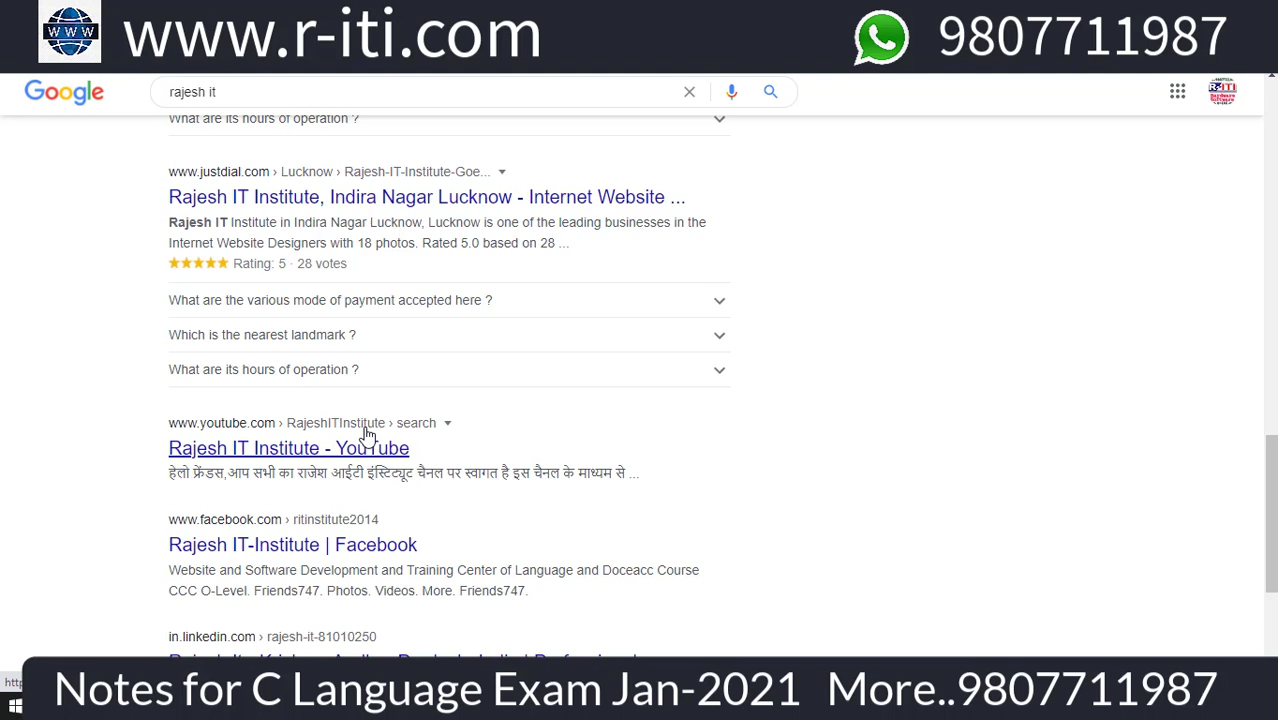 WWW
www.r-iti.com
9807711987
Google
rajesh it
R-ITI
What are its hours of operation ?
www.justdial.com › Lucknow › Rajesh-IT-Institute-Goe...
Rajesh IT Institute, Indira Nagar Lucknow - Internet Website ...
Rajesh IT Institute in Indira Nagar Lucknow, Lucknow is one of the leading businesses in the
Internet Website Designers with 18 photos. Rated 5.0 based on 28 ...
Rating: 5 · 28 votes
What are the various mode of payment accepted here ?
Which is the nearest landmark ?
What are its hours of operation ?
www.youtube.com › RajeshITInstitute › search
Rajesh IT Institute - YouTube
हेलो फ्रेंडस,आप सभी का राजेश आईटी इंस्टिट्यूट चैनल पर स्वागत है इस चैनल के माध्यम से ...
www.facebook.com › ritinstitute2014
Rajesh IT-Institute | Facebook
Website and Software Development and Training Center of Language and Doceacc Course
CCC O-Level. Friends747. Photos. Videos. More. Friends747.
in.linkedin.com › rajesh-it-81010250
Notes for C Language Exam Jan-2021 More..9807711987